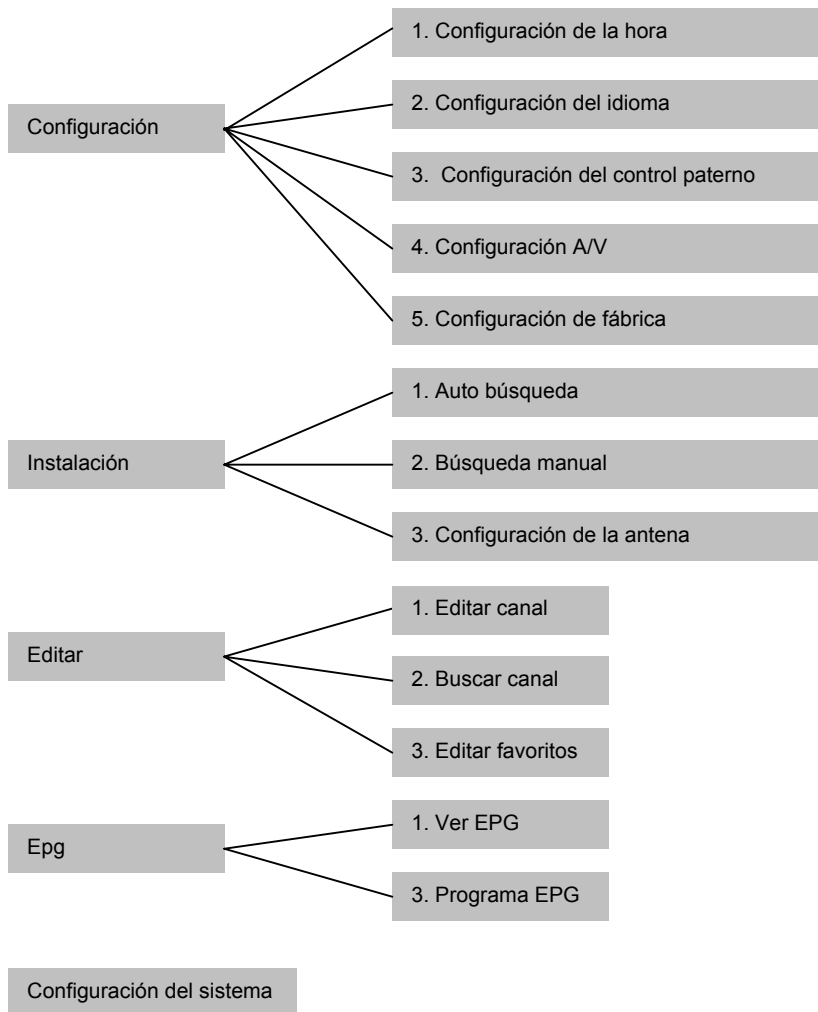 Configuración
1. Configuración de la hora
2. Configuración del idioma
3. Configuración del control paterno
4. Configuración A/V
5. Configuración de fábrica
Instalación
1. Auto búsqueda
2. Búsqueda manual
3. Configuración de la antena
Editar
1. Editar canal
2. Buscar canal
3. Editar favoritos
Epg
1. Ver EPG
3. Programa EPG
Configuración del sistema